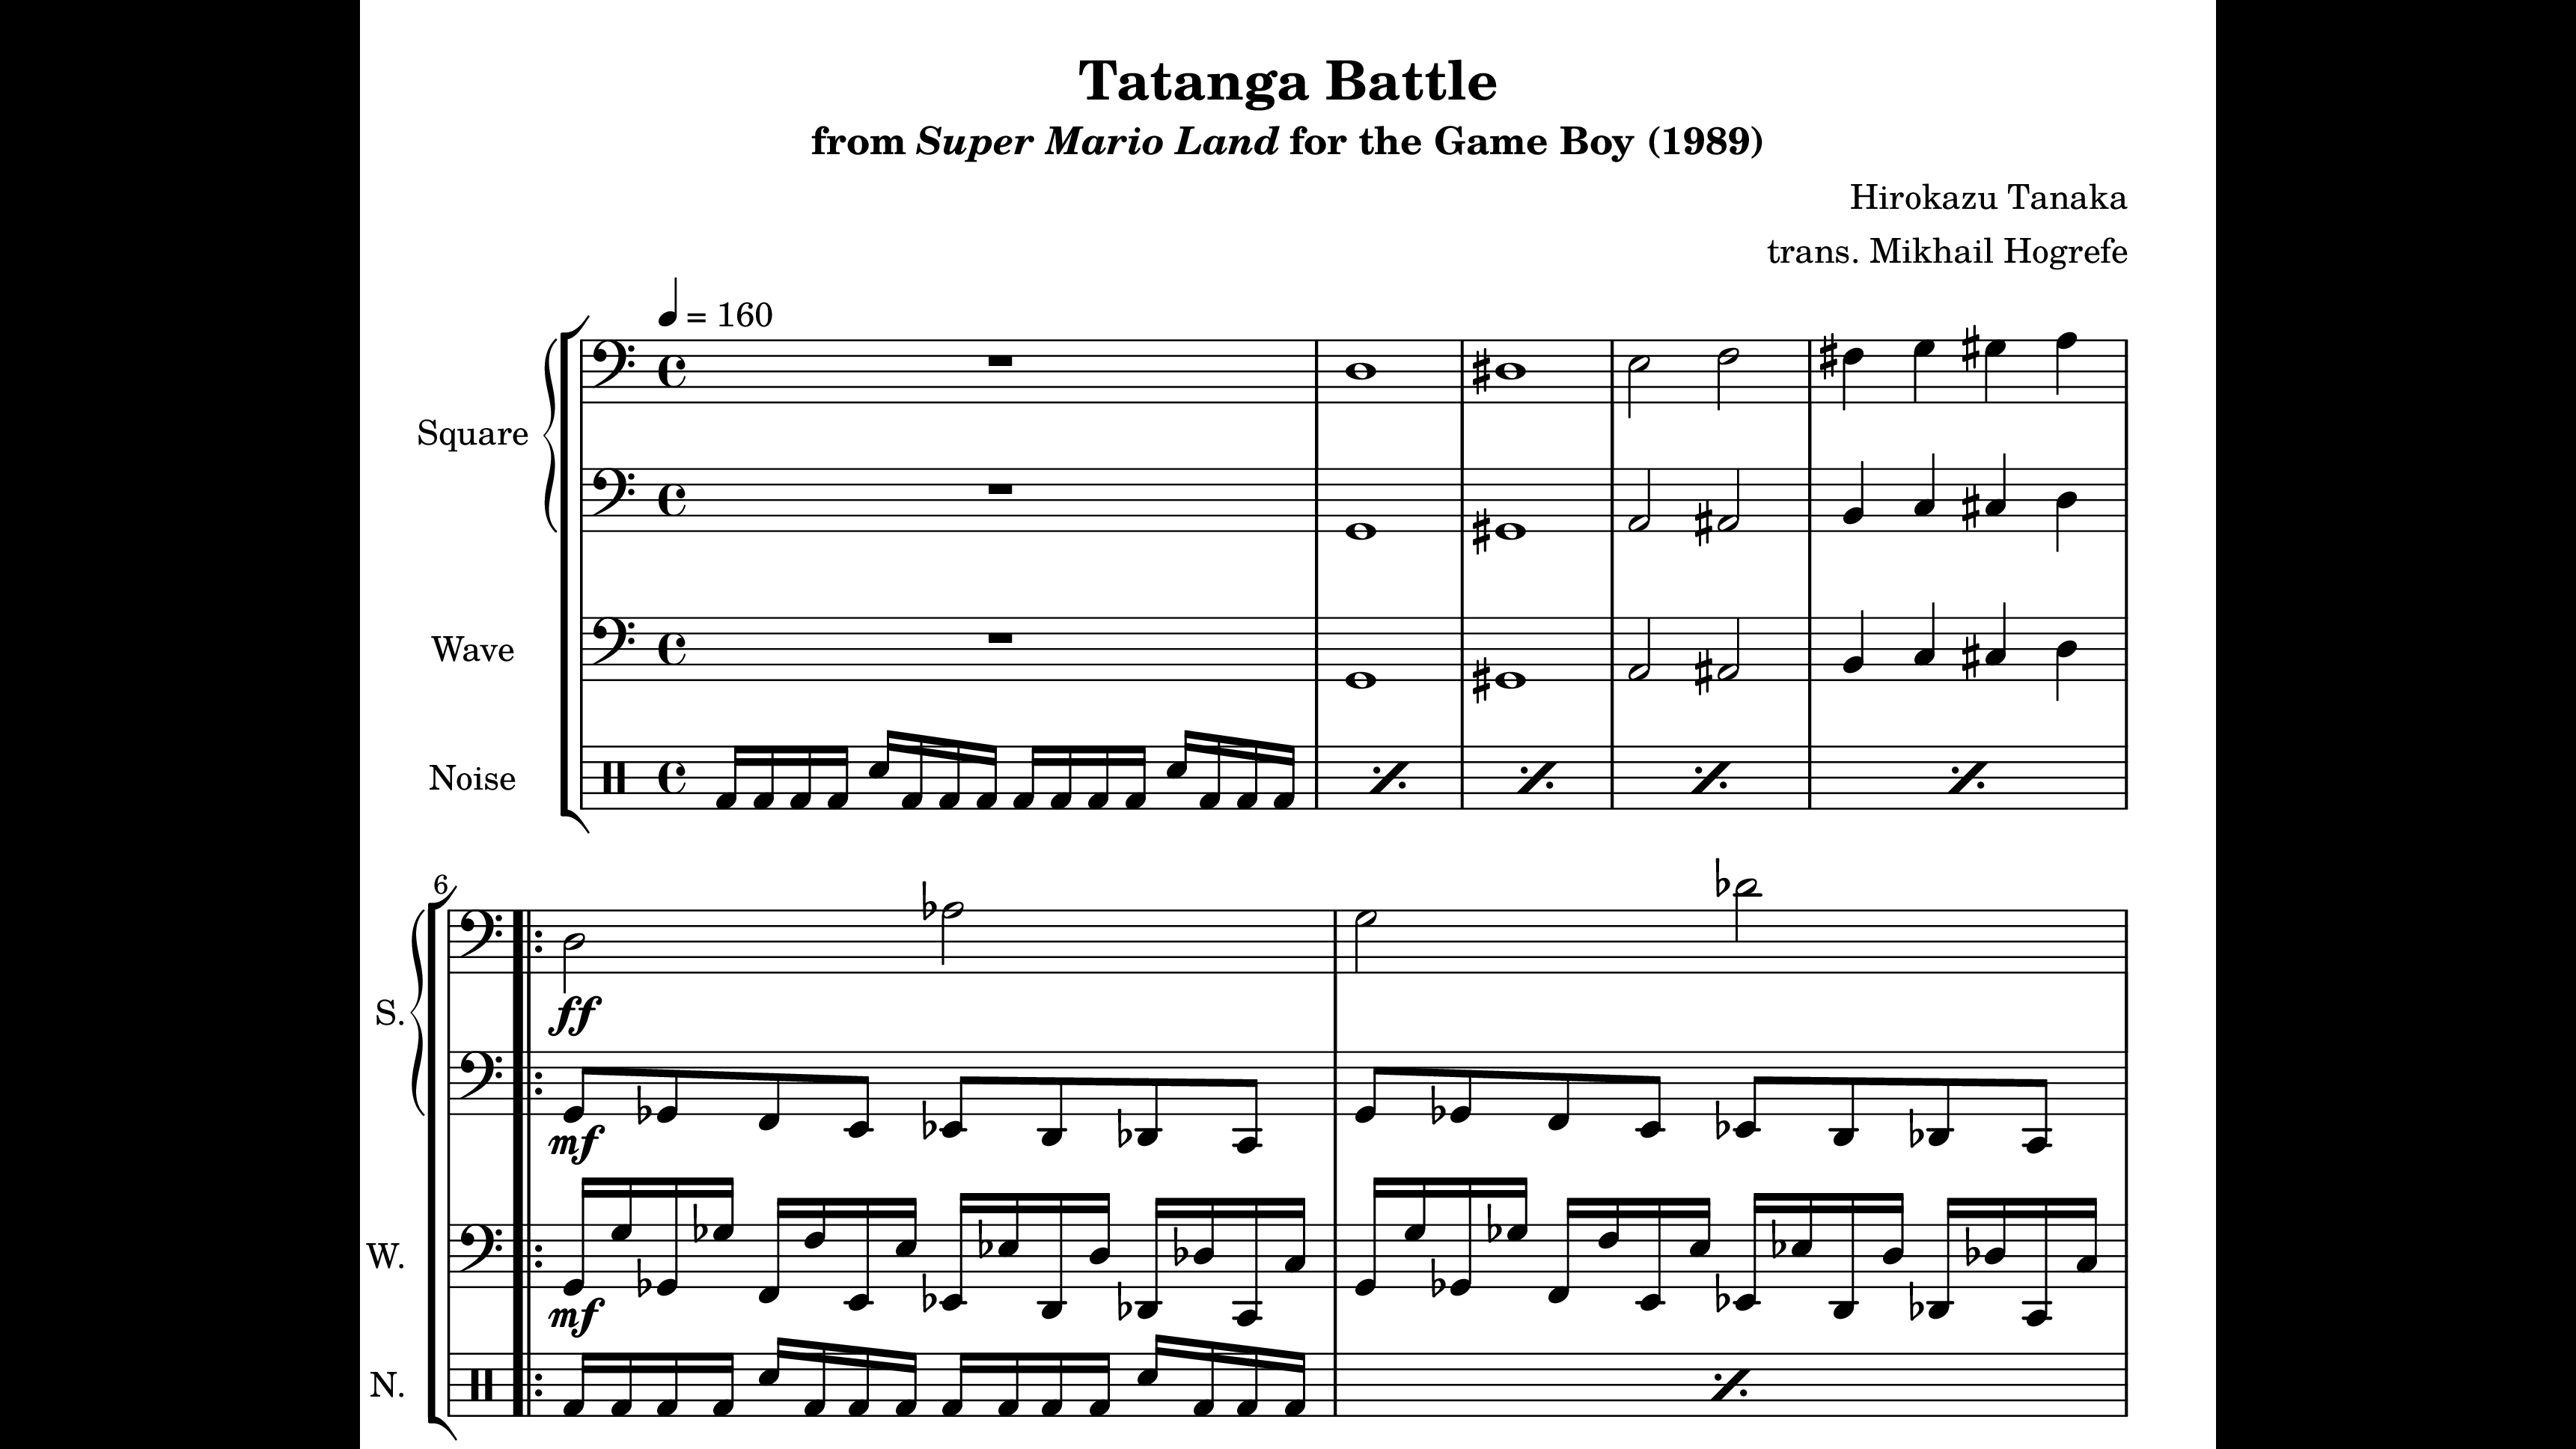 Tatanga Battle
from Super Mario Land for the Game Boy (1989)
Hirokazu Tanaka
trans. Mikhail Hogrefe
= 160
Square
Wave
Noise
6
S.
ff
mf
W.
mf
N.